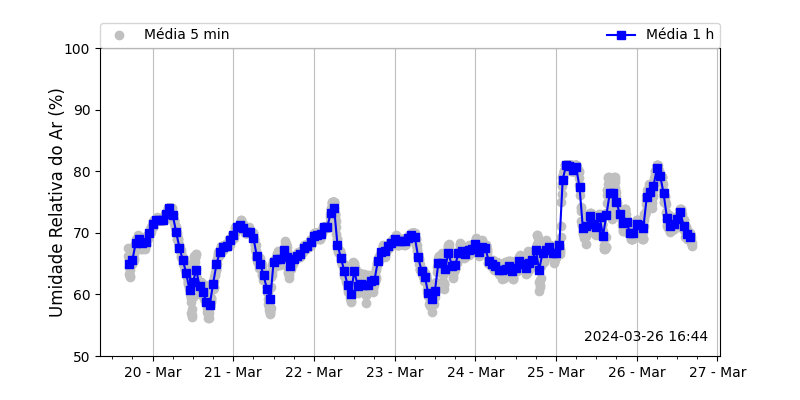 Média 5 min
Média 1 h
Umidade Relativa do Ar (%)
100
90
80
70
60
50
2024-03-26 16:44
20 - Mar
21 - Mar
22 - Mar
23 - Mar
24 - Mar
25 - Mar
26 - Mar
27 - Mar